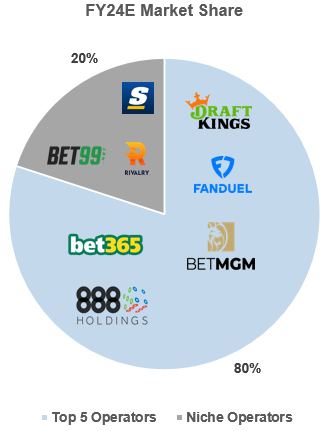 FY24E Market Share
20%
S
BET99
RIVALRY
DRAFT
KINGS
FANDUEL
bet365
BETMGM
888
HOLDINGS
80%
Top 5 Operators
Niche Operators